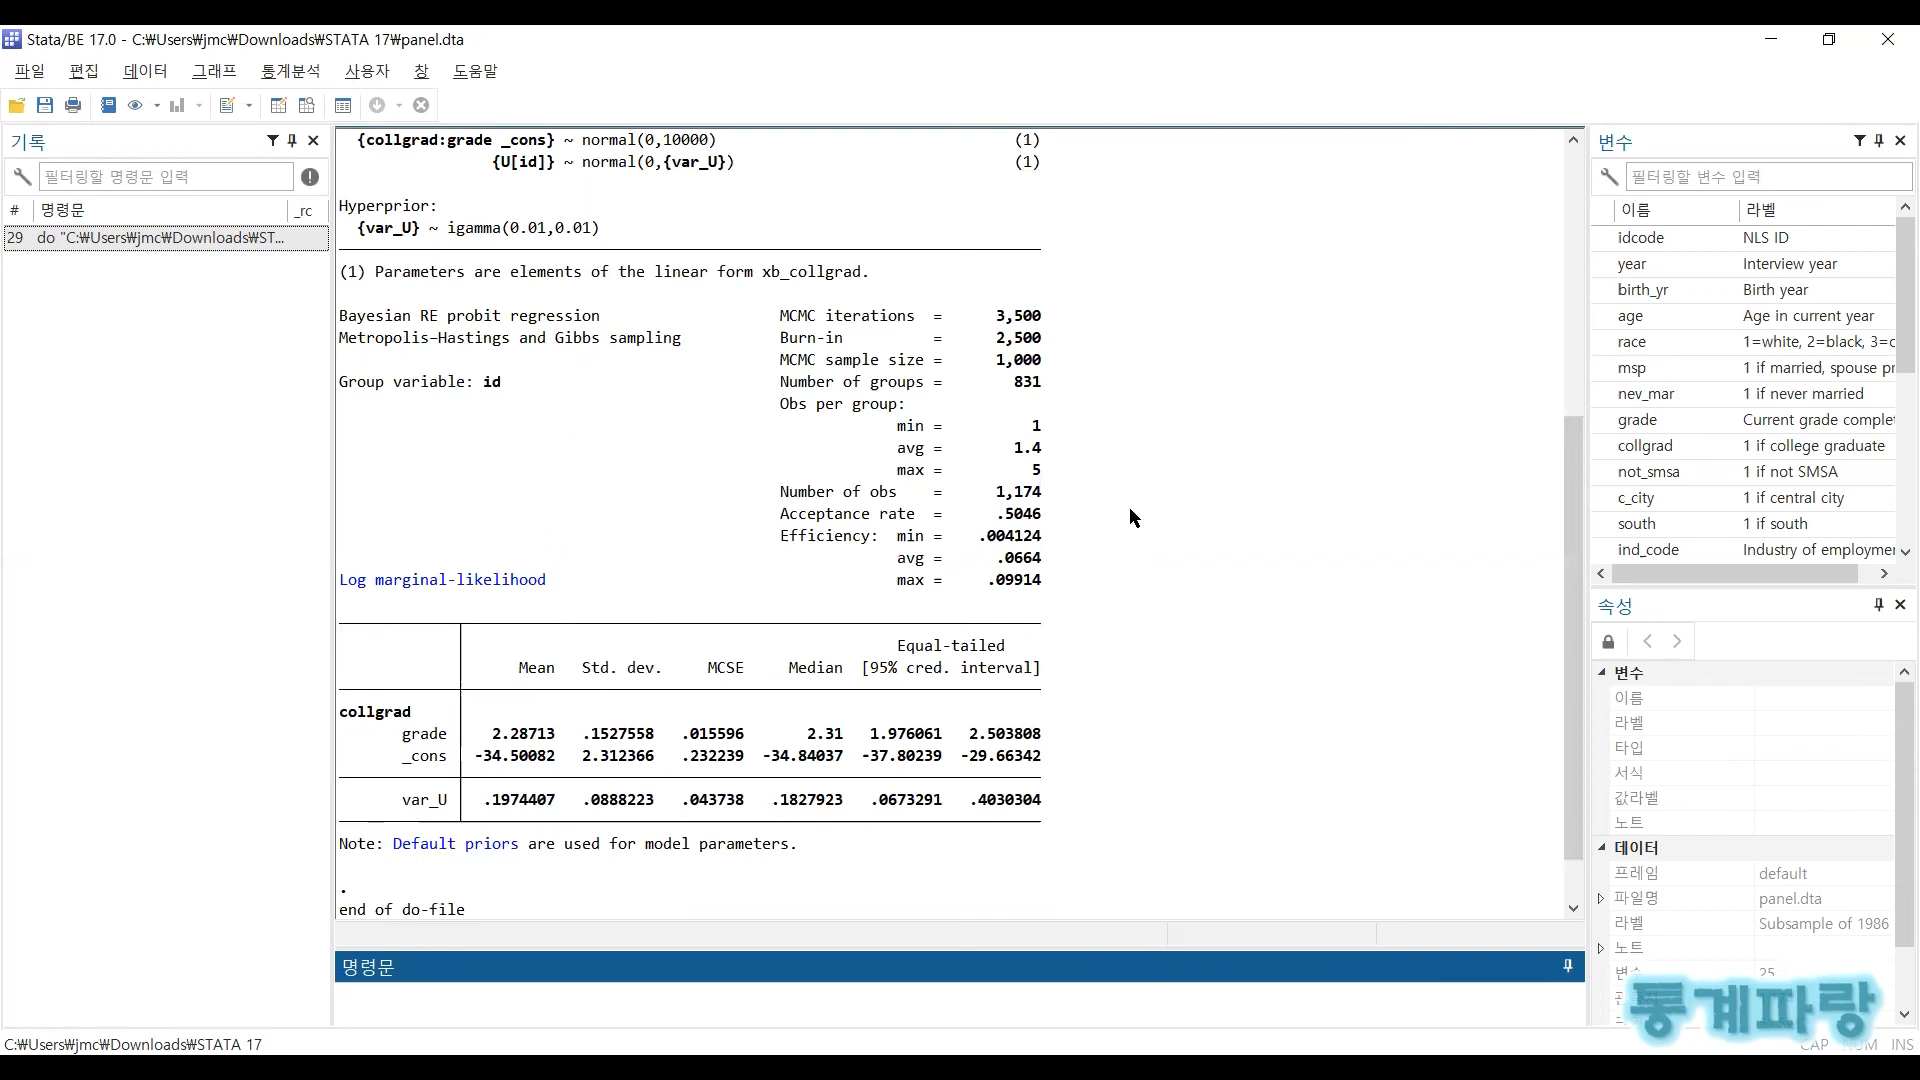 Stata/BE 17.0 - C:₩Users₩jmc₩Downloads₩STATA 17₩panel.dta
파일 편집 데이터 그래프 통계분석 사용자 창 도움말
기록
필터링할 명령문 입력
# 명령문 _rc
29 do "C:₩Users₩jmc₩Downloads₩ST...
{collgrad:grade _cons} ~ normal(0,10000) (1)
{U[id]} ~ normal(0,{var_U}) (1)
Hyperprior:
{var_U} ~ igamma(0.01,0.01)
(1) Parameters are elements of the linear form xb_collgrad.
Bayesian RE probit regression MCMC iterations = 3,500
Metropolis–Hastings and Gibbs sampling Burn-in = 2,500
MCMC sample size = 1,000
Group variable: id Number of groups = 831
Obs per group:
min = 1
avg = 1.4
max = 5
Number of obs = 1,174
Acceptance rate = .5046
Efficiency: min = .004124
avg = .0664
Log marginal-likelihood max = .09914
Equal-tailed
Mean Std. dev. MCSE Median [95% cred. interval]
collgrad
grade 2.28713 .1527558 .015596 2.31 1.976061 2.503808
_cons -34.50082 2.312366 .232239 -34.84037 -37.80239 -29.66342
var_U .1974407 .0888223 .043738 .1827923 .0673291 .4030304
Note: Default priors are used for model parameters.
.
end of do-file
명령문
변수
필터링할 변수 입력
이름 라벨
idcode NLS ID
year Interview year
birth_yr Birth year
age Age in current year
race 1=white, 2=black, 3=o
msp 1 if married, spouse pr
nev_mar 1 if never married
grade Current grade complet
collgrad 1 if college graduate
not_smsa 1 if not SMSA
c_city 1 if central city
south 1 if south
ind_code Industry of employmen
속성
변수
이름
라벨
타입
서식
값라벨
노트
데이터
프레임 default
파일명 panel.dta
라벨 Subsample of 1986
노트
변수 25
통계파랑
C:₩Users₩jmc₩Downloads₩STATA 17
CAP NUM INS